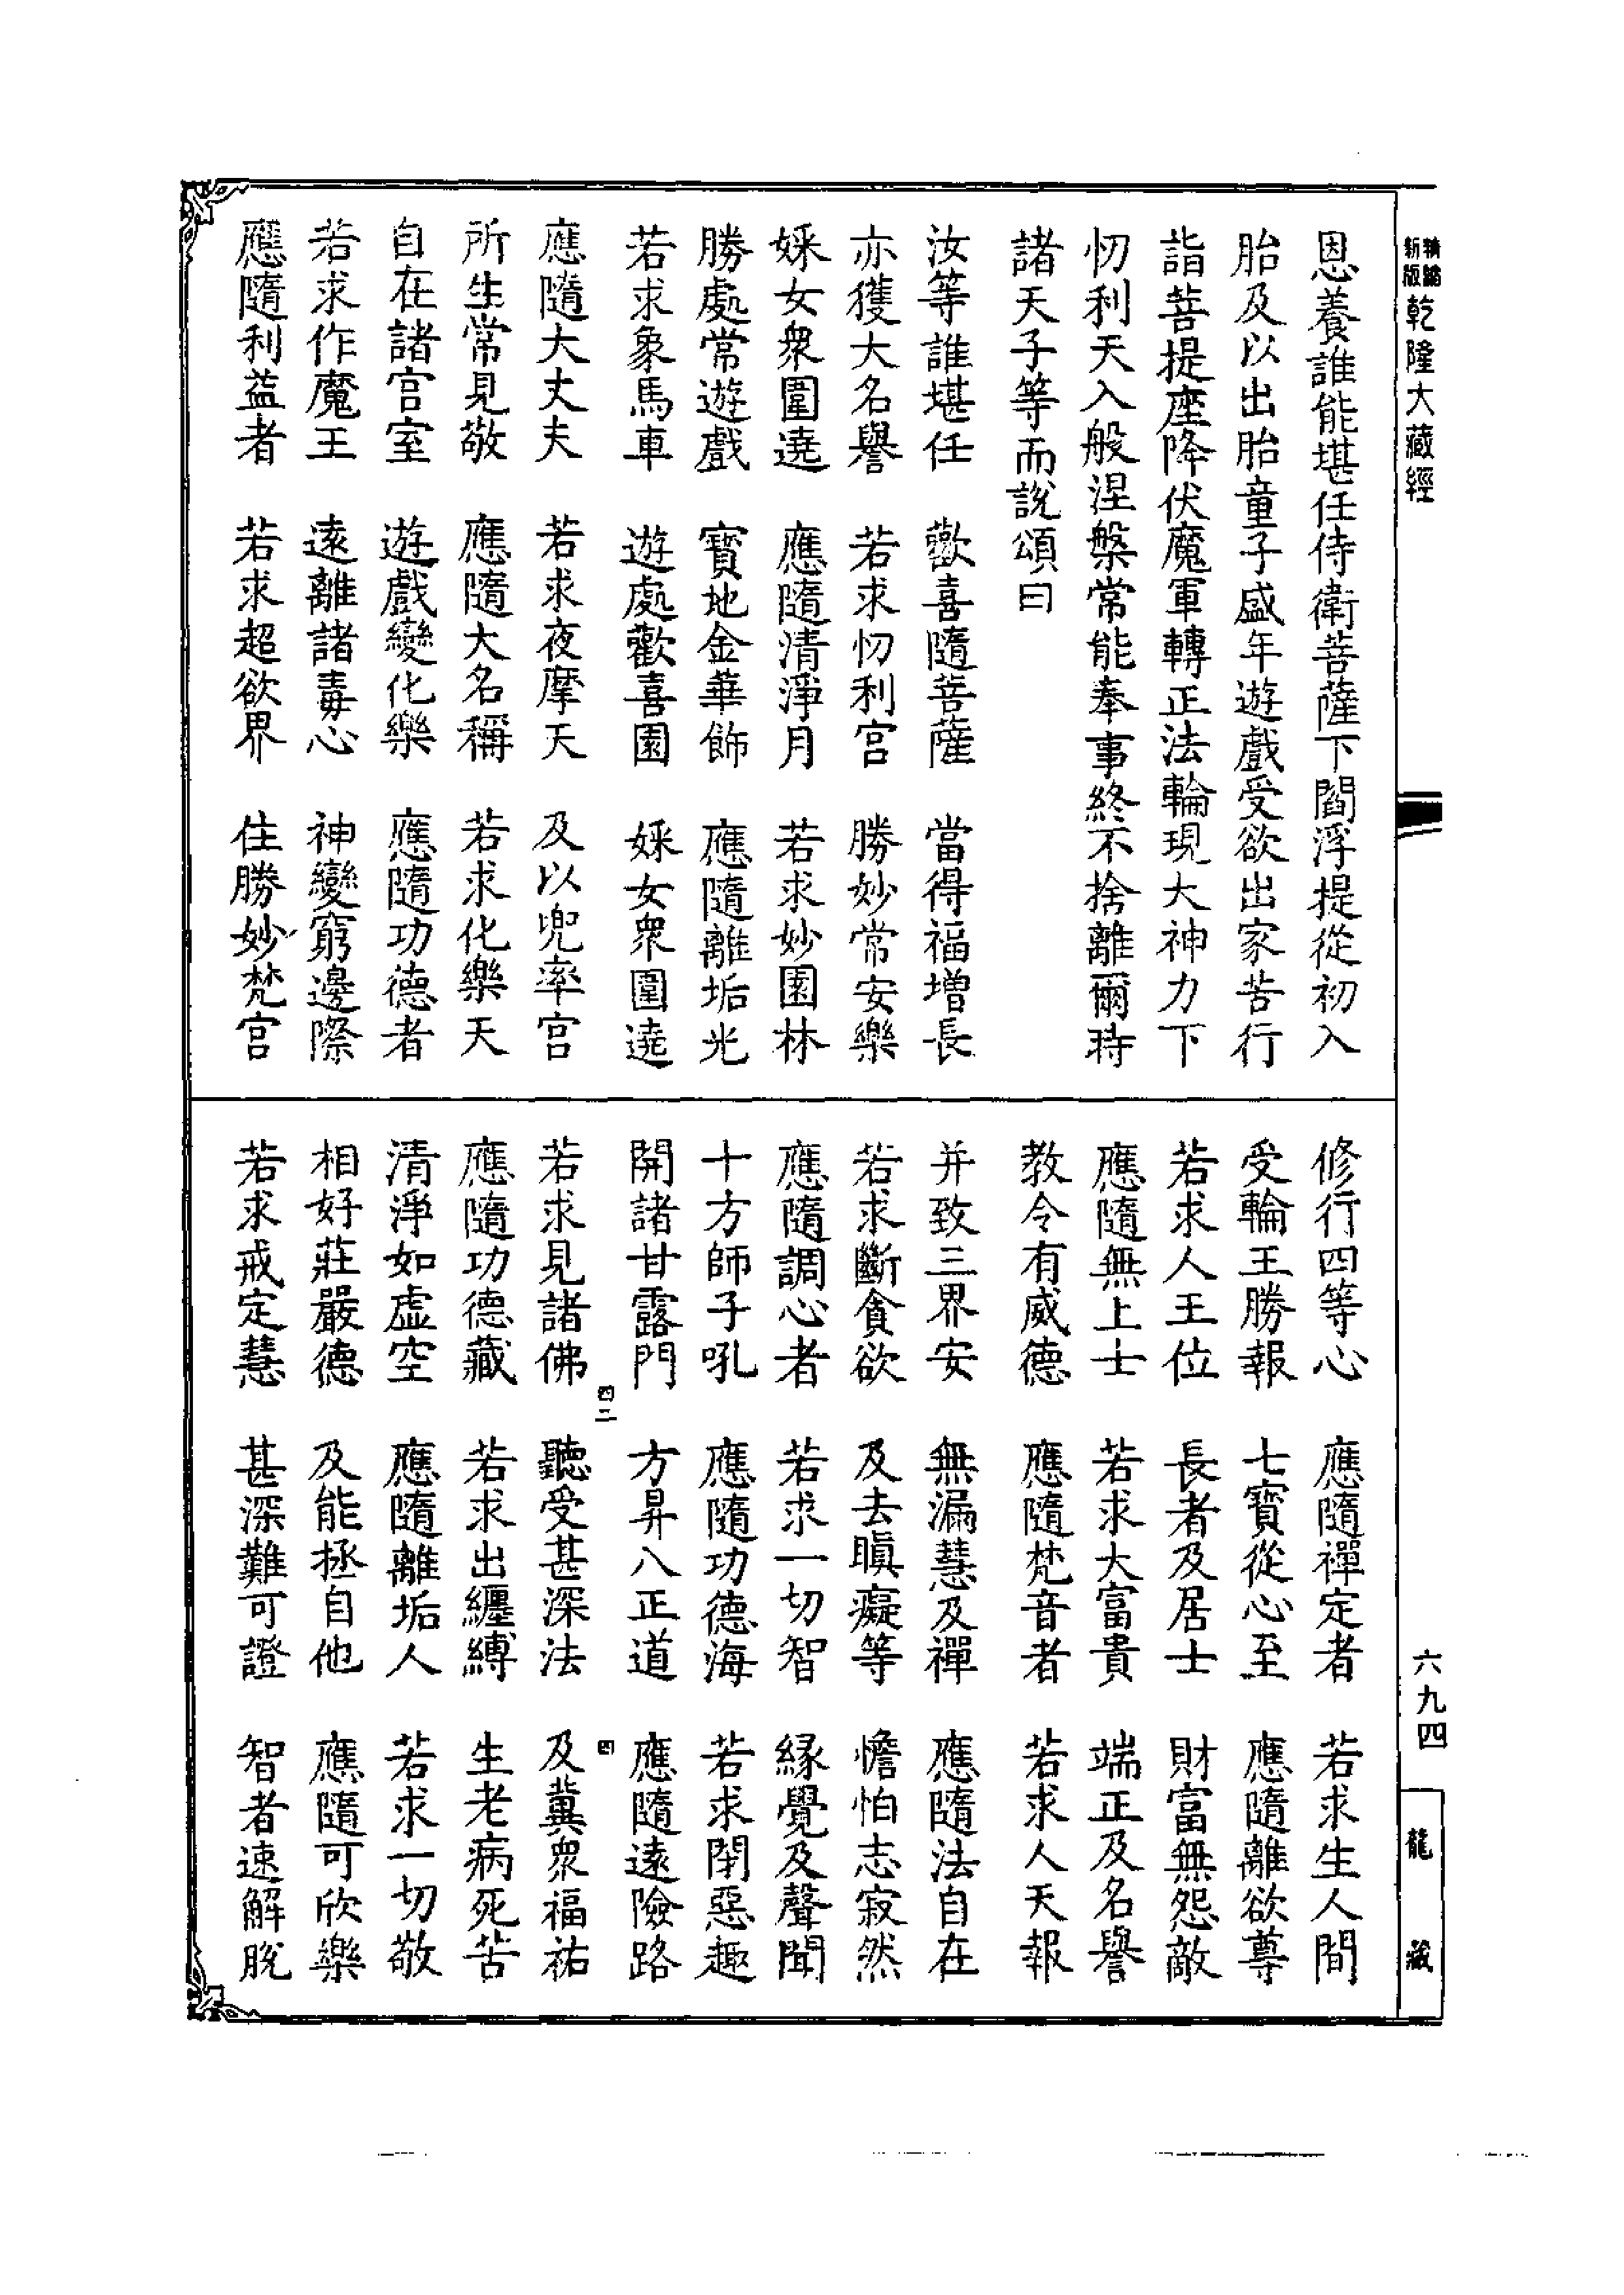 新版
精縮
乾隆大藏經
六九四
龍藏
恩養誰能堪任侍衛菩薩下閻浮提從初入
胎及以出胎童子盛年遊戲受欲出家苦行
詣菩提座降伏魔軍轉正法輪現大神力下
忉利天入般涅槃常能奉事終不捨離爾時
諸天子等而說頌曰
汝等誰堪任　歡喜隨菩薩　當得福增長
亦獲大名譽　若求忉利宮　勝妙常安樂
婇女衆圍遶　應隨清淨月　若求妙園林
勝處常遊戲　寶地金華飾　應隨離垢光
若求象馬車　遊處歡喜園　婇女衆圍遶
應隨大丈夫　若求夜摩天　及以兜率宮
所生常見敬　應隨大名稱　若求化樂天
自在諸宮室　遊戲變化樂　應隨功德者
若求作魔王　遠離諸毒心　神變窮邊際
應隨利益者　若求超欲界　住勝妙梵宮
修行四等心　應隨禪定者　若求生人間
受輪王勝報　七寶從心至　應隨離欲尊
若求人王位　長者及居士　財富無怨敵
應隨無上士　若求大富貴　端正及名譽
教令有威德　應隨梵音者　若求人天報
并致三界安　無漏慧及禪　應隨法自在
若求斷貪欲　及去瞋癡等　憺怕志寂然
應隨調心者　若求一切智　緣覺及聲聞
十方師子吼　應隨功德海　若求閉惡趣
開諸甘露門　方昇八正道　應隨遠險路
四三
四
若求見諸佛　聽受甚深法　及冀衆福祐
應隨功德藏　若求出纏縛　生老病死苦
清淨如虛空　應隨離垢人　若求一切敬
相好莊嚴德　及能拯自他　應隨可欣樂
若求戒定慧　甚深難可證　智者速解脫